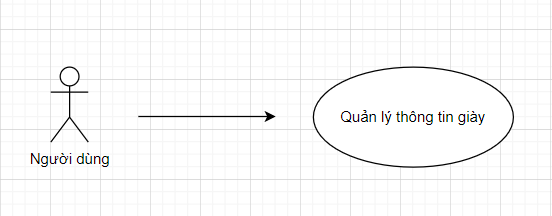 Quản lý thông tin giày
Người dùng